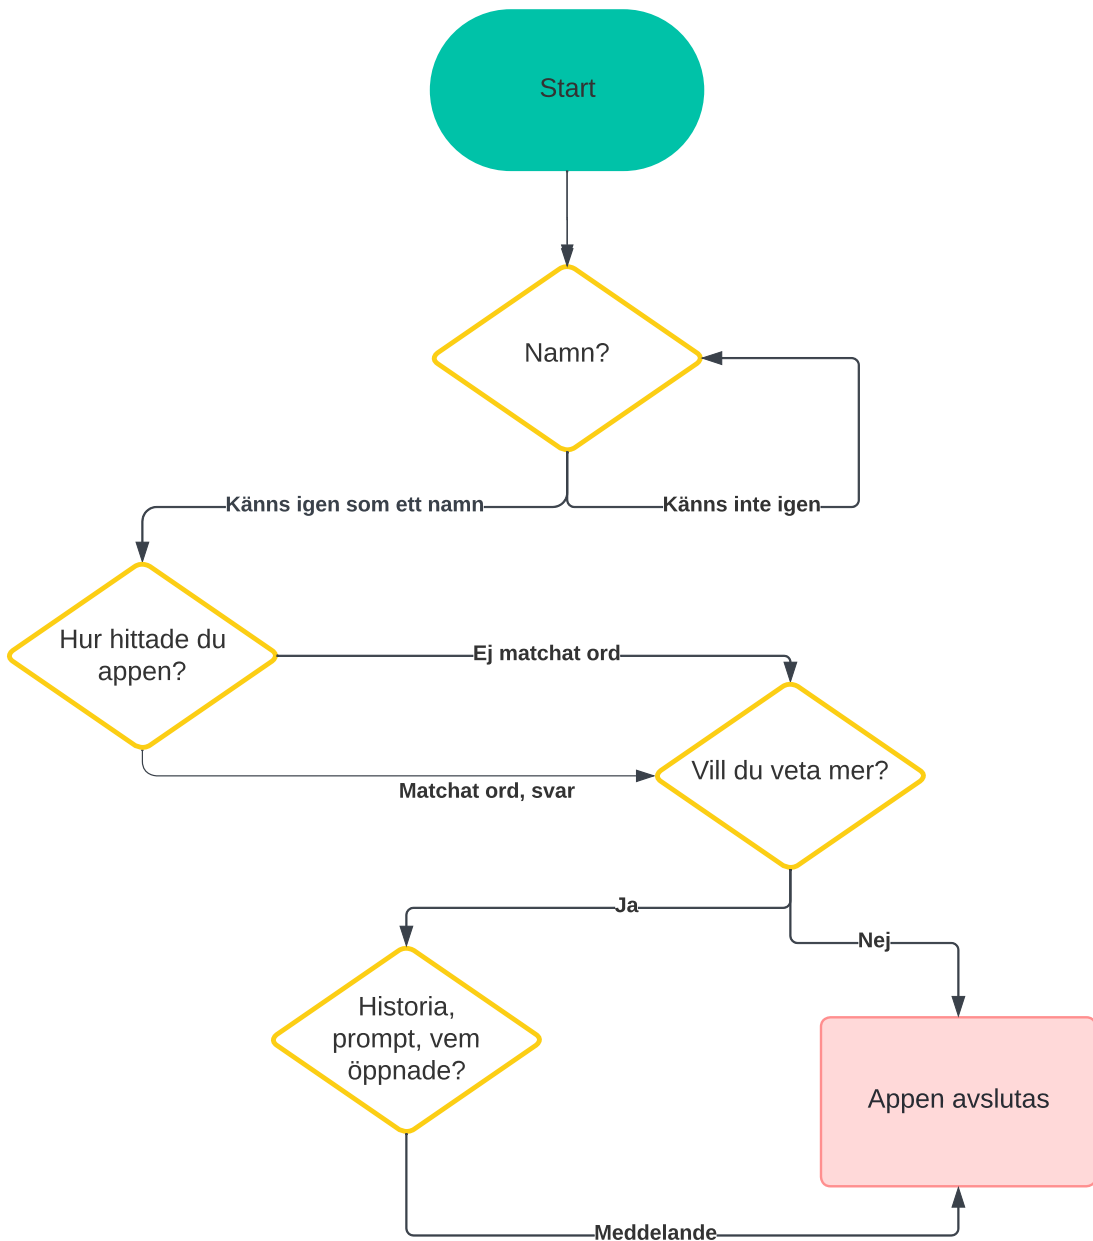 Start
Namn?
Känns igen som ett namn
Känns inte igen
Hur hittade du
appen?
Ej matchat ord
Vill du veta mer?
Matchat ord, svar
Ja
Nej
Historia,
prompt, vem
öppnade?
Appen avslutas
Meddelande